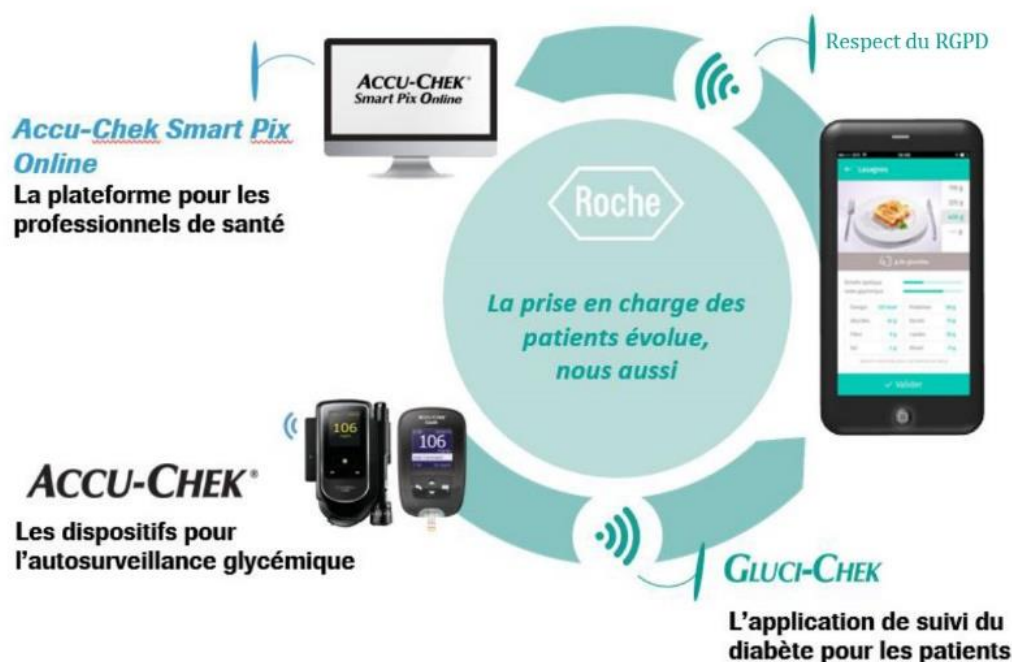 Respect du RGPD
ACCU-CHEK®
Smart Pix Online
Accu-Chek Smart Pix
Online
La plateforme pour les
professionnels de santé
Roche
La prise en charge des
patients évolue,
nous aussi
Lasagnes
Valider
106
106
ACCU-CHEK®
Les dispositifs pour
l'autosurveillance glycémique
GLUCI-CHEK
L'application de suivi du
diabète pour les patients